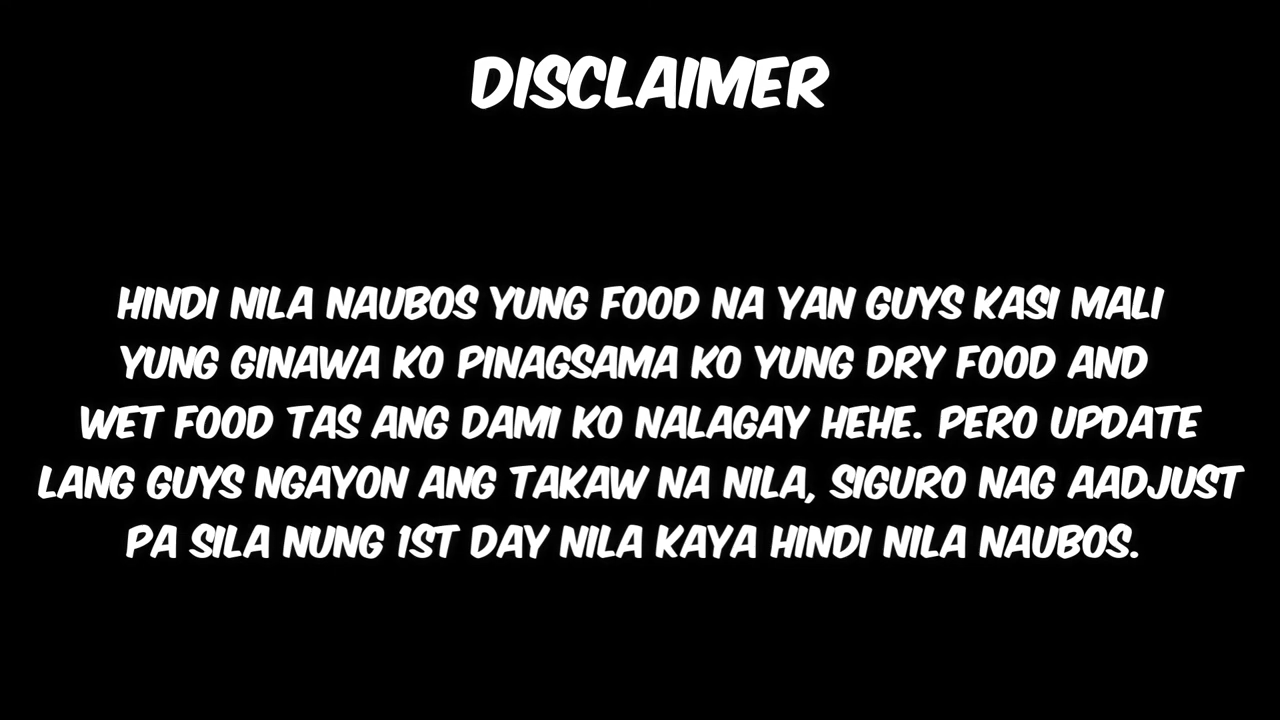 DISCLAIMER
HINDI NILA NAUBOS YUNG FOOD NA YAN GUYS KASI MALI
YUNG GINAWA KO PINAGSAMA KO YUNG DRY FOOD AND
WET FOOD TAS ANG DAMI KO NALAGAY HEHE. PERO UPDATE
LANG GUYS NGAYON ANG TAKAW NA NILA, SIGURO NAG AADJUST
PA SILA NUNG 1ST DAY NILA KAYA HINDI NILA NAUBOS.